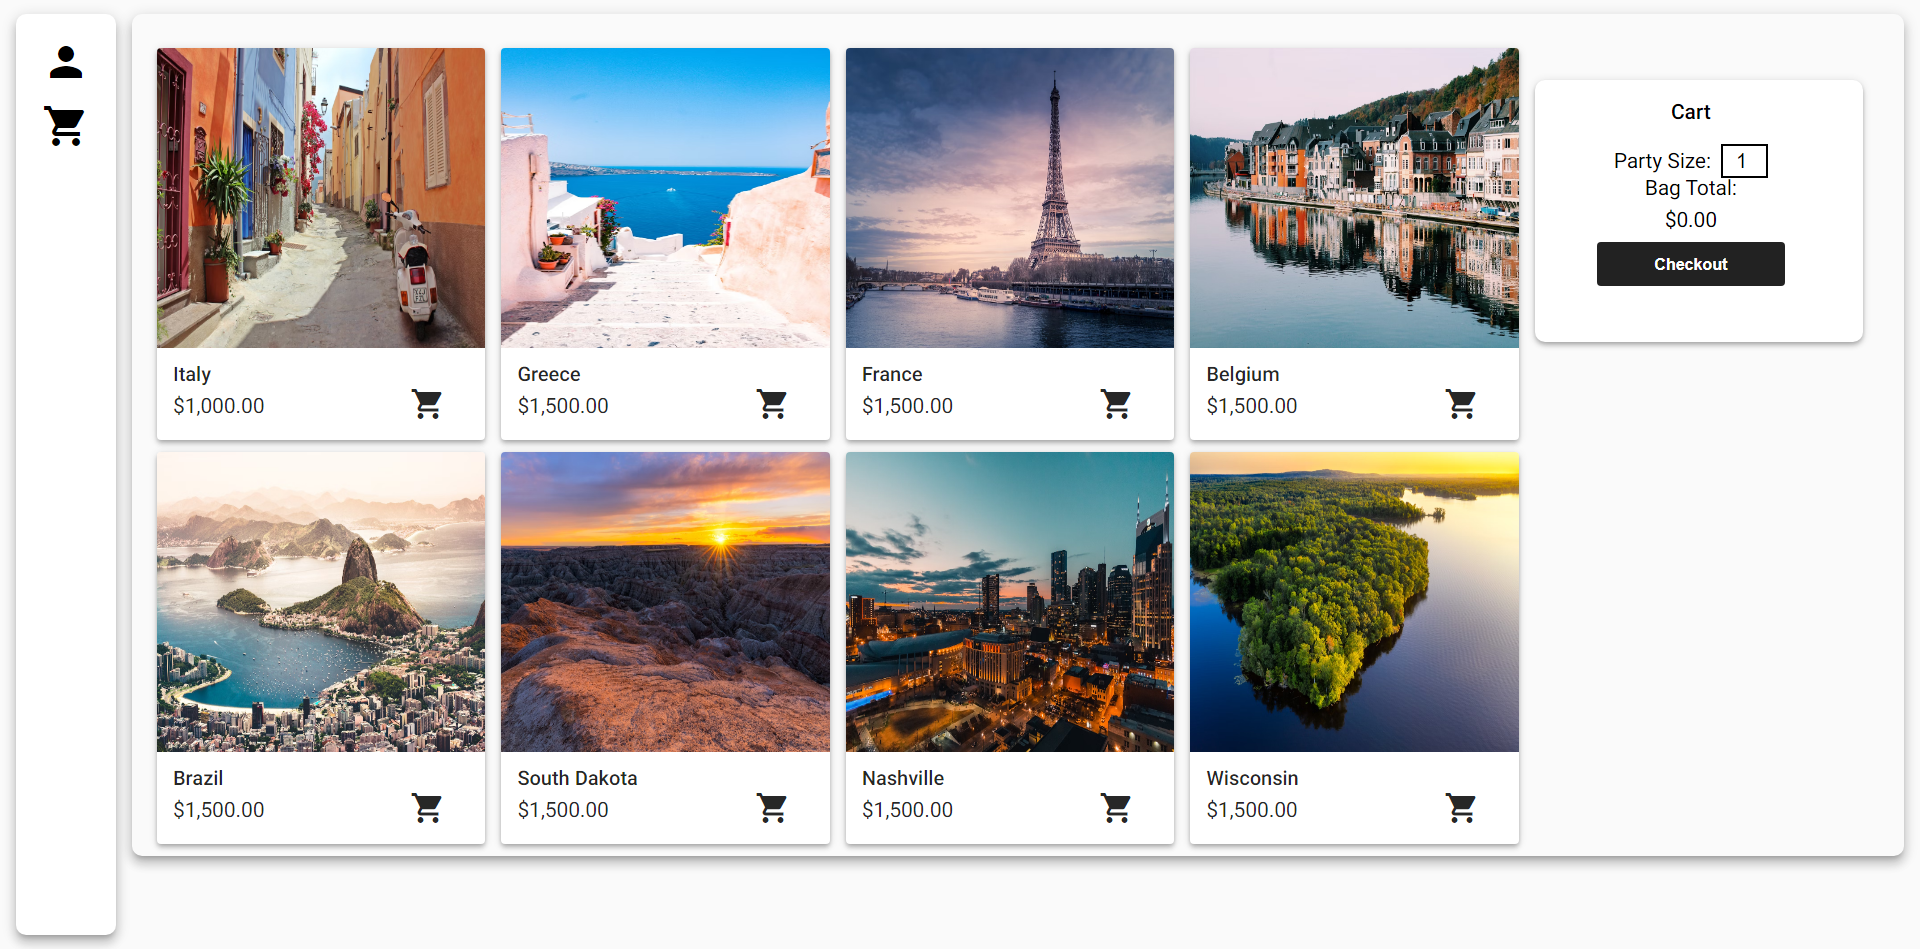 Italy
$1,000.00
Greece
$1,500.00
France
$1,500.00
Belgium
$1,500.00
Cart
Party Size: 1
Bag Total:
$0.00
Checkout
Brazil
$1,500.00
South Dakota
$1,500.00
Nashville
$1,500.00
Wisconsin
$1,500.00